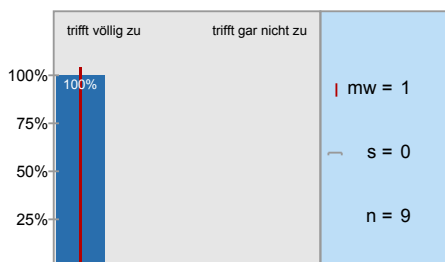 trifft völlig zu trifft gar nicht zu
100%
100%
75%
50%
25%
mw = 1
s = 0
n = 9